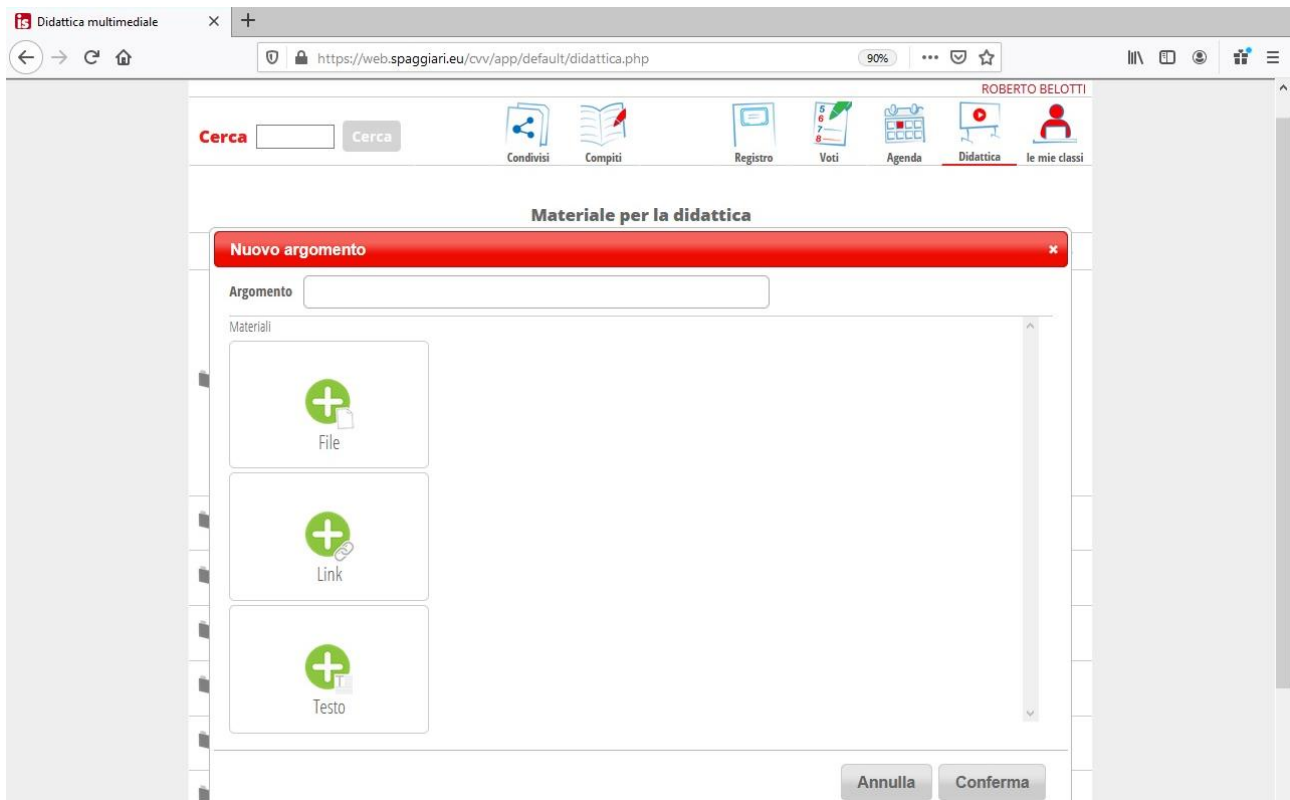 Didattica multimediale
https://web.spaggiari.eu/cvv/app/default/didattica.php 90%
ROBERTO BELOTTI
Cerca Cerca
Condivisi Compiti Registro Voti Agenda Didattica le mie classi
Materiale per la didattica
Nuovo argomento
Argomento
Materiali
File
Link
Testo
Annulla Conferma